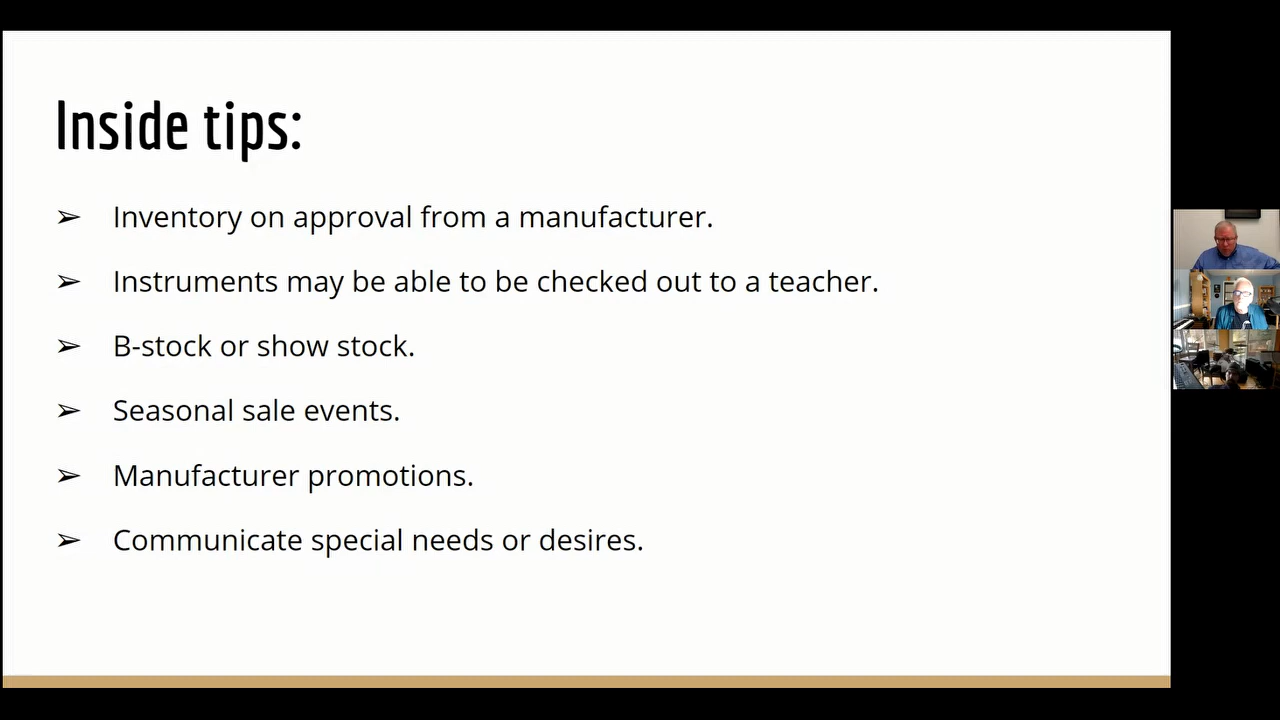 Inside tips:
➢ Inventory on approval from a manufacturer.
➢ Instruments may be able to be checked out to a teacher.
➢ B-stock or show stock.
➢ Seasonal sale events.
➢ Manufacturer promotions.
➢ Communicate special needs or desires.